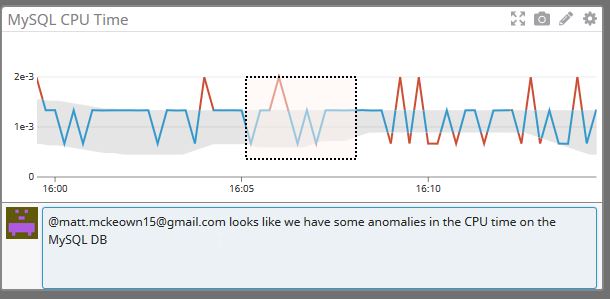 MySQL CPU Time
2e-3
1e-3
0
16:00 16:05 16:10
@matt.mckeown15@gmail.com looks like we have some anomalies in the CPU time on the
MySQL DB